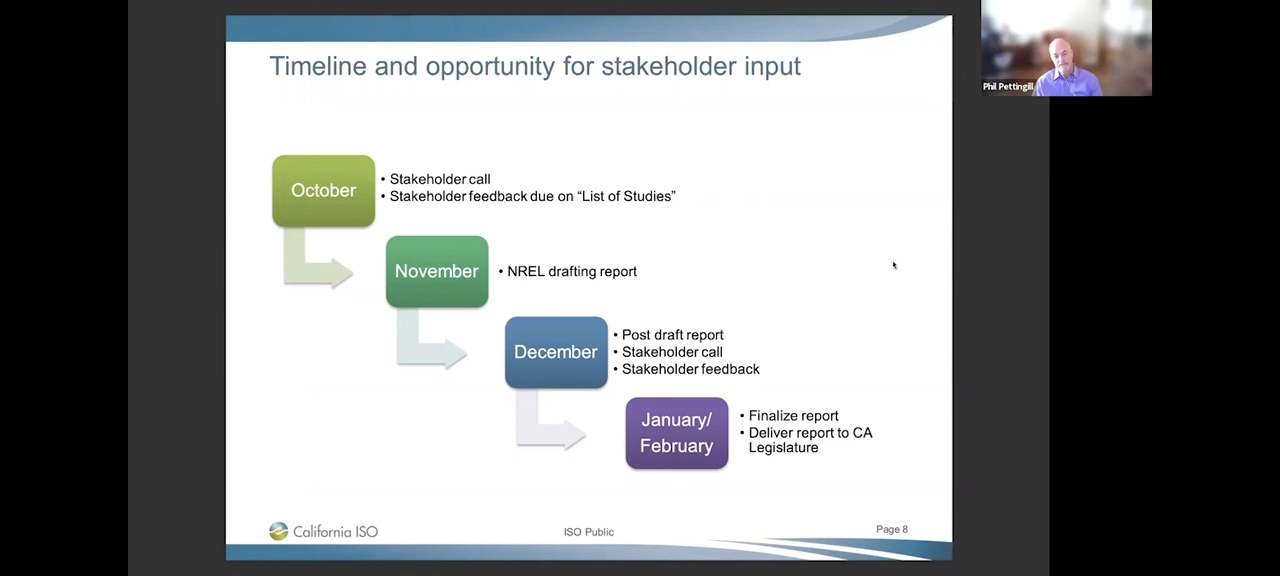 Timeline and opportunity for stakeholder input
Phil Pettingill
October
• Stakeholder call
• Stakeholder feedback due on “List of Studies”
November
• NREL drafting report
December
• Post draft report
• Stakeholder call
• Stakeholder feedback
January/
February
• Finalize report
• Deliver report to CA
Legislature
California ISO
ISO Public
Page 8